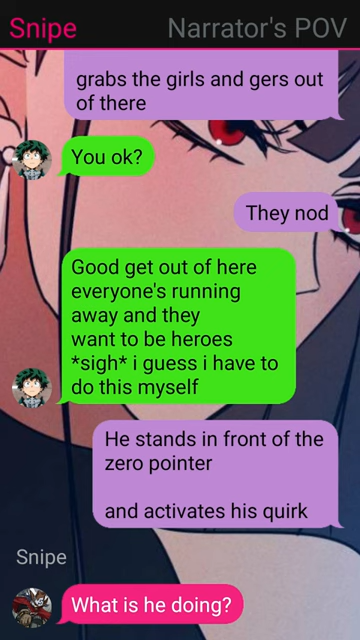 Snipe
Narrator's POV
grabs the girls and gers out
of there
You ok?
They nod
Good get out of here
everyone's running
away and they
want to be heroes
*sigh* i guess i have to
do this myself
He stands in front of the
zero pointer
and activates his quirk
Snipe
What is he doing?